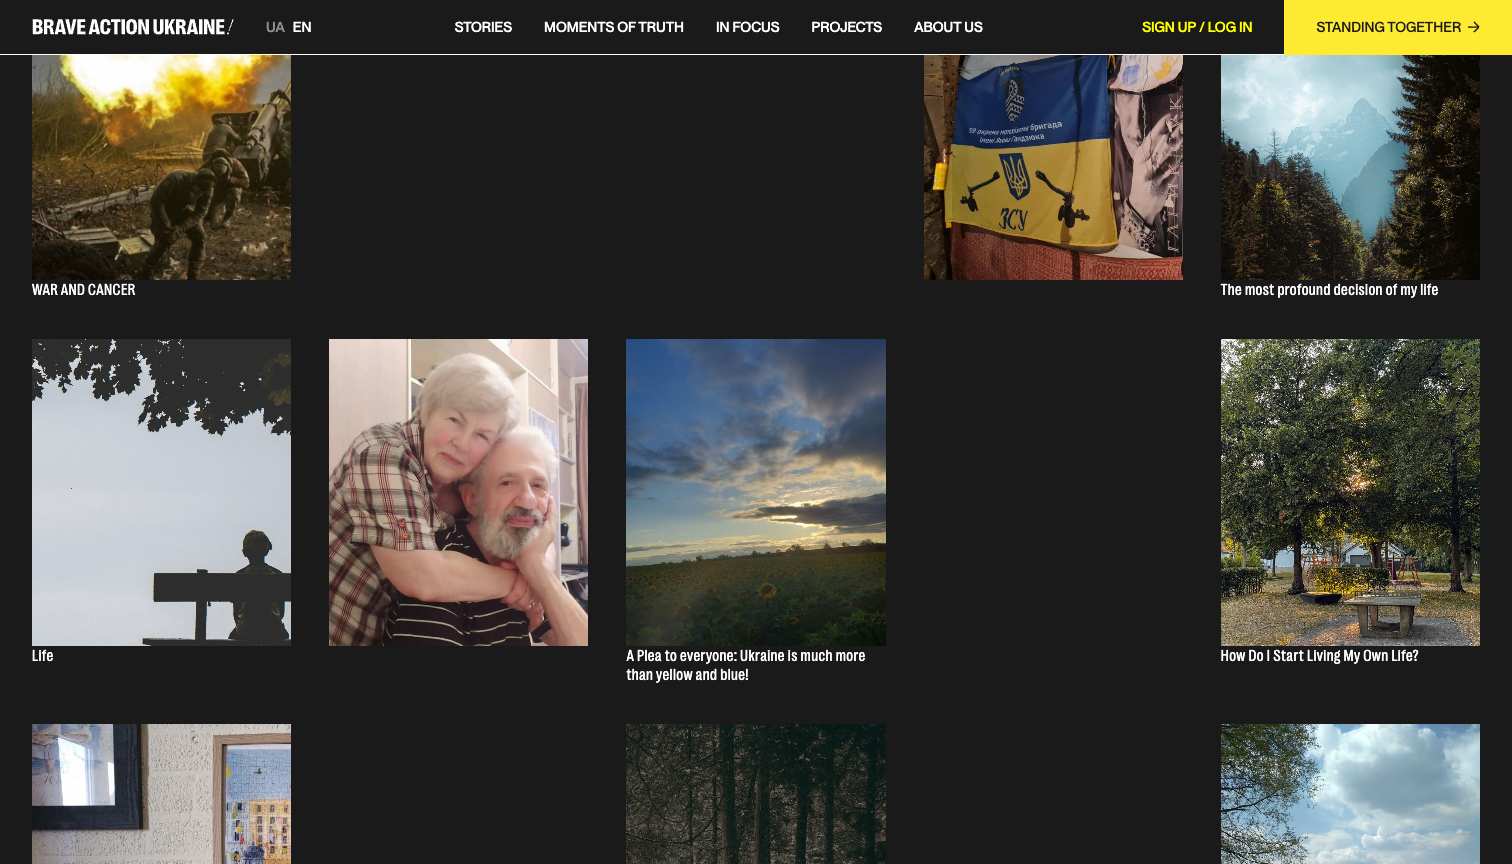 BRAVE ACTION UKRAINE /
UA EN
STORIES
MOMENTS OF TRUTH
IN FOCUS
PROJECTS
ABOUT US
SIGN UP / LOG IN
STANDING TOGETHER →
бригада
ЗСУ
WAR AND CANCER
The most profound decision of my life
Life
A Plea to everyone: Ukraine is much more
than yellow and blue!
How Do I Start Living My Own Life?